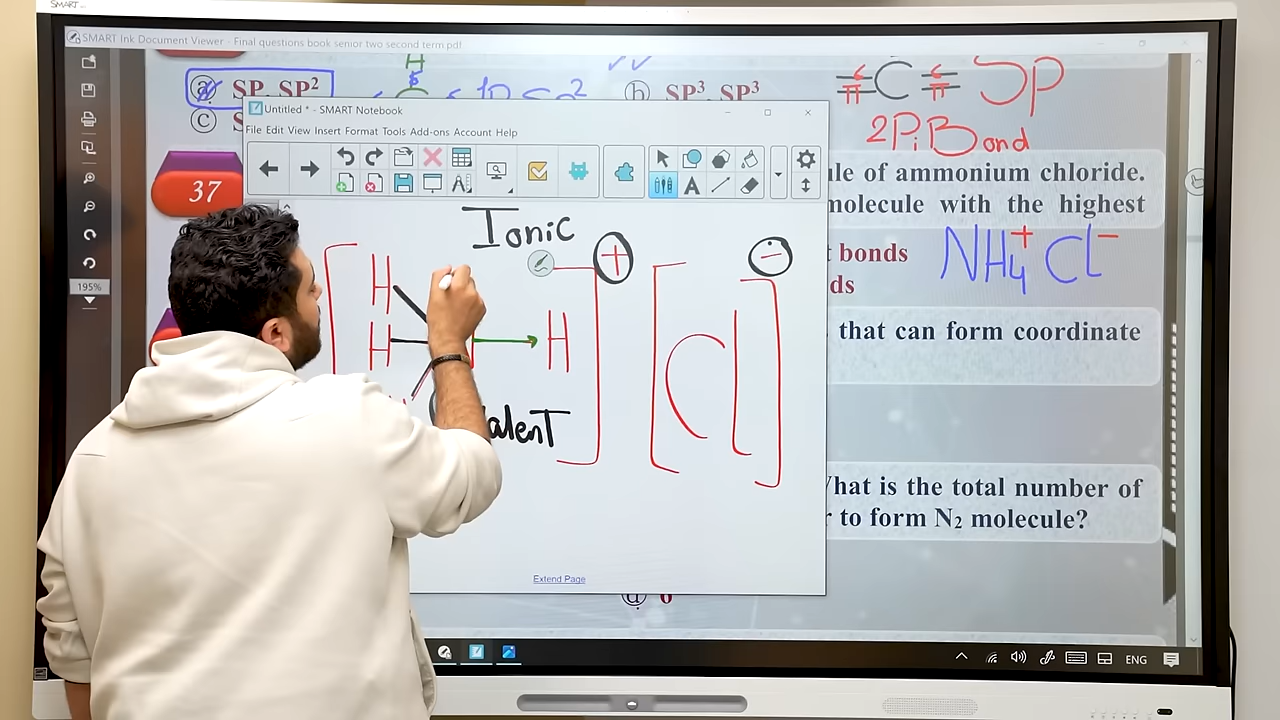 SMART
SMART Ink Document Viewer - Final questions book senior two second term.pdf
H
ⓐ SP, SP²
ⓑ SP³, SP³
C SP
π π
2Pi Bond
ⓒ
37
Untitled * - SMART Notebook
File Edit View Insert Format Tools Add-ons Account Help
of ammonium chloride.
molecule with the highest
bonds
NH₄⁺ Cl⁻
Ionic
+
−
H
H
H
Cl
that can form coordinate
What is the total number of
to form N₂ molecule?
Extend Page
6
195%
ENG